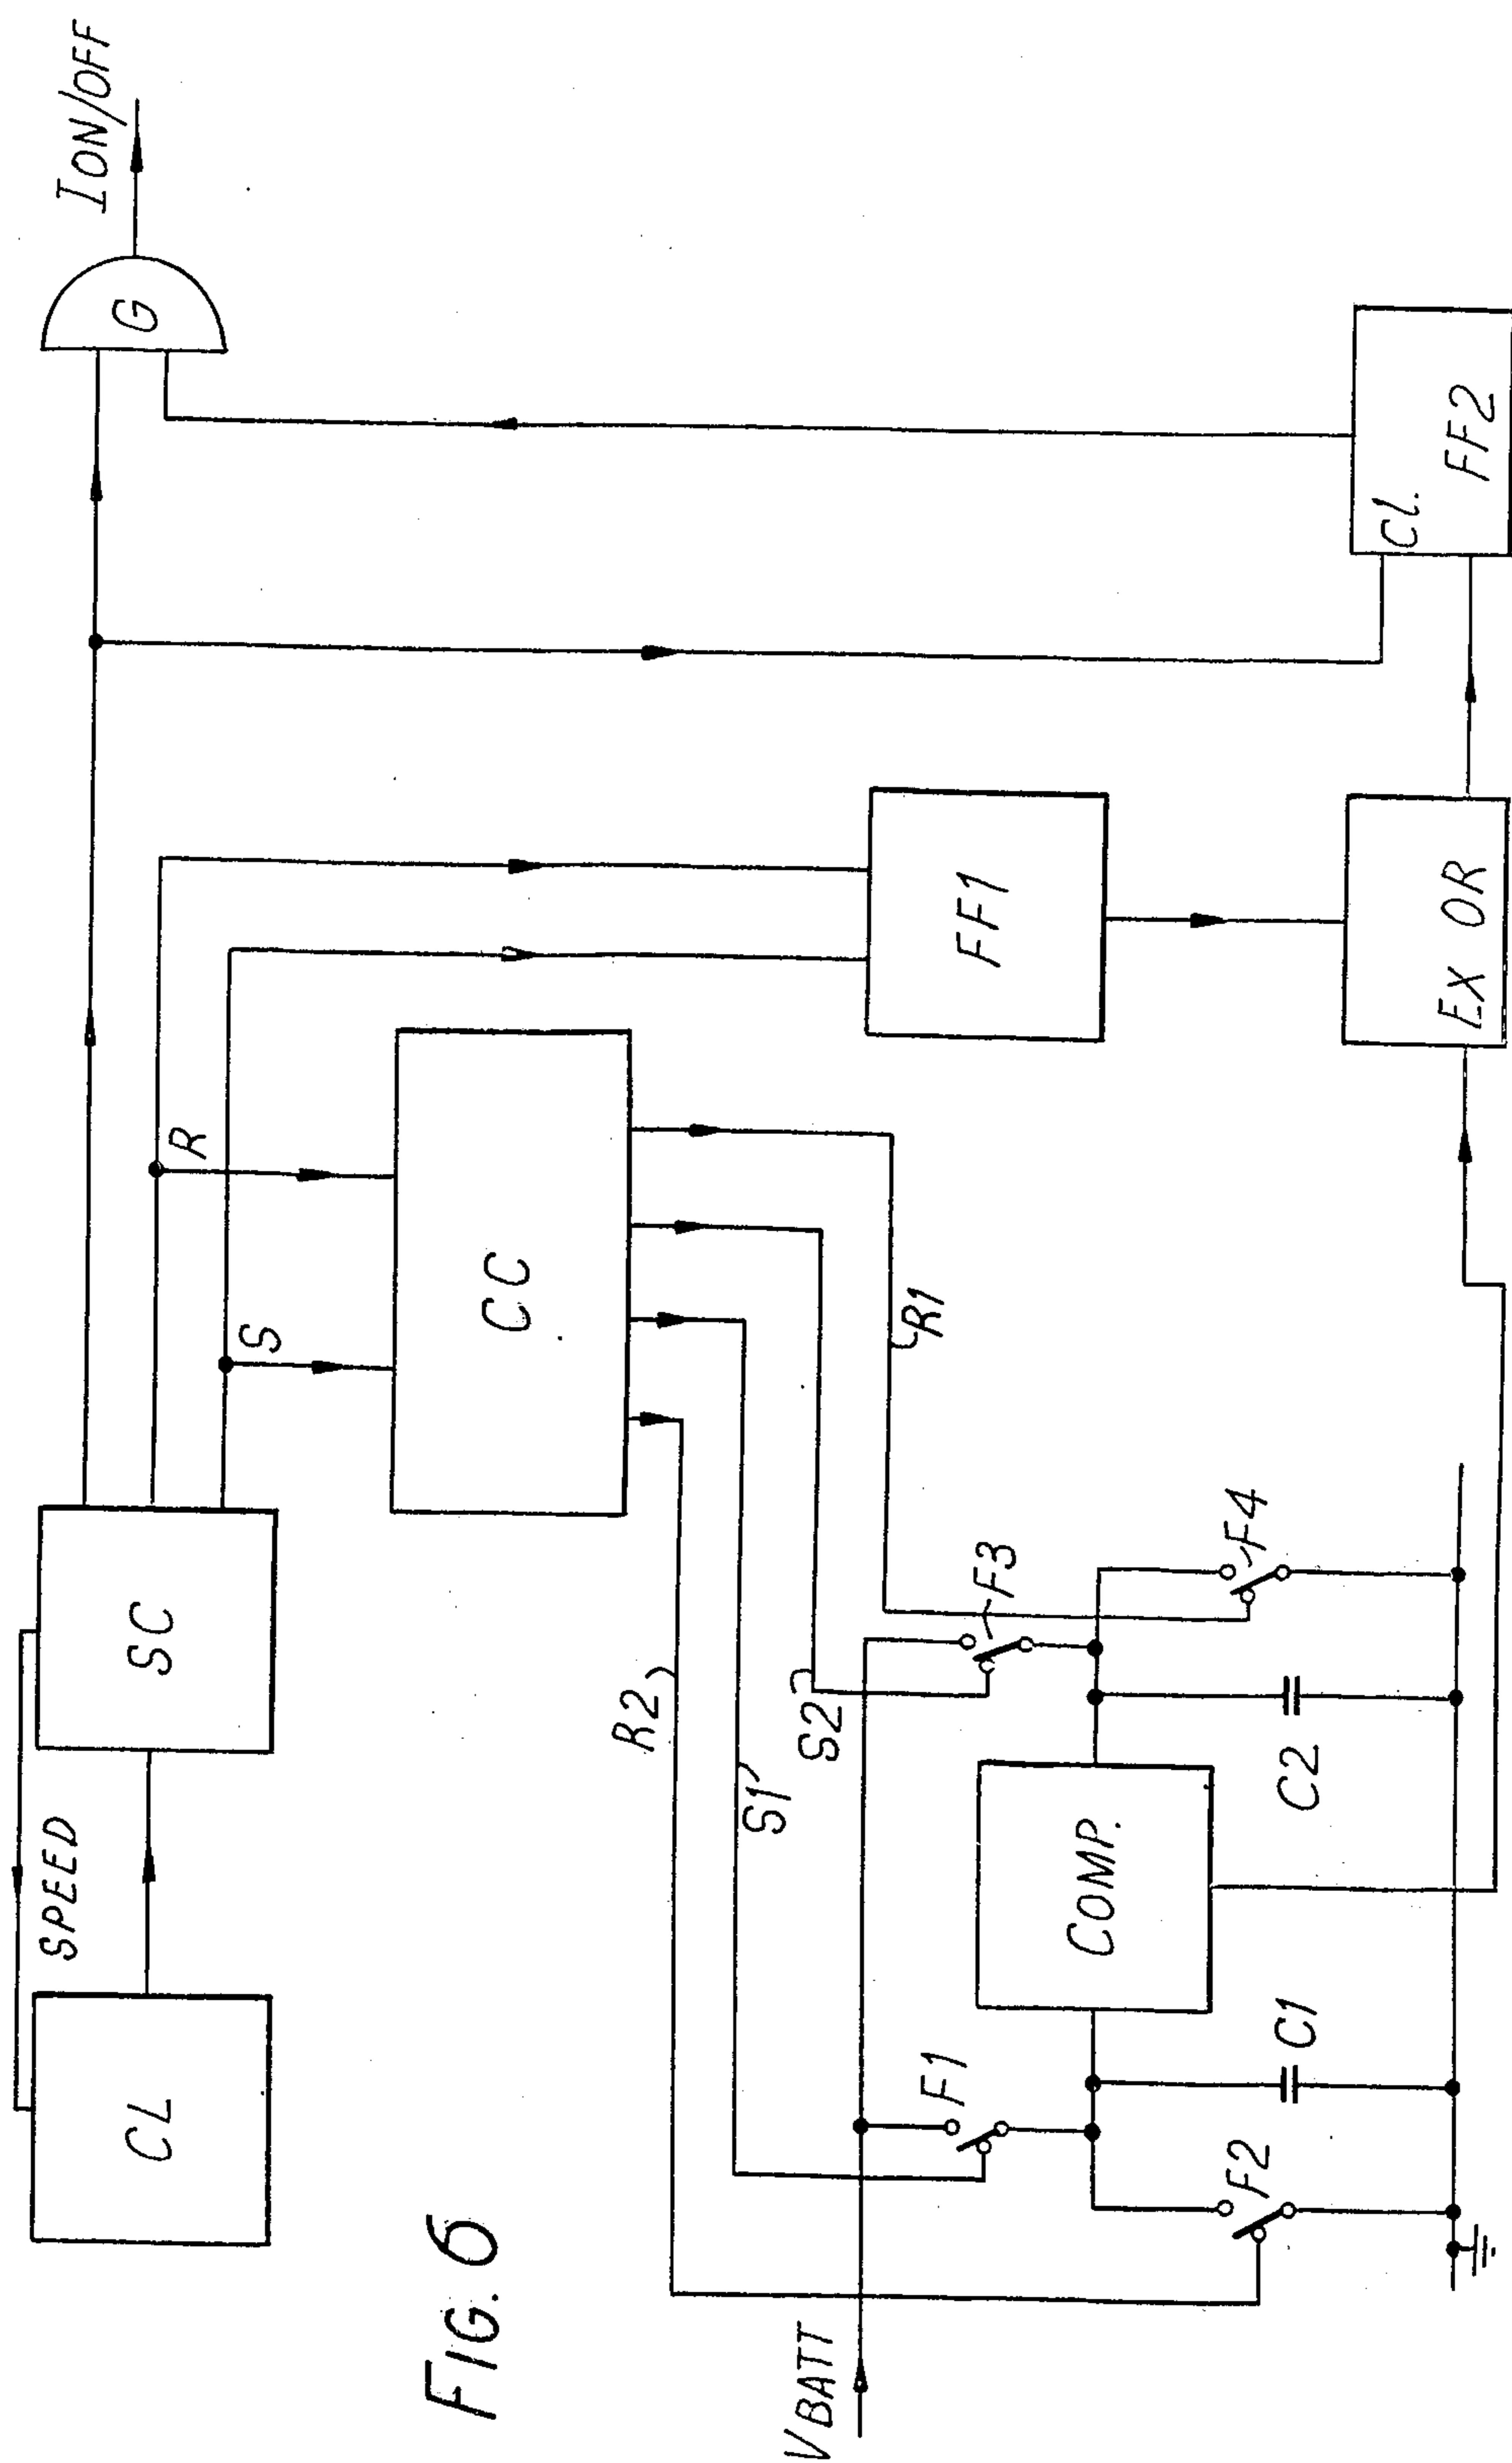 CL
SPEED
SC
S
R
CC
FF1
G
ION/OFF
FIG. 6
R2
S1
S2
R1
VBATT
F1
F2
C1
COMP.
C2
F3
F4
EX OR
CL.
FF2